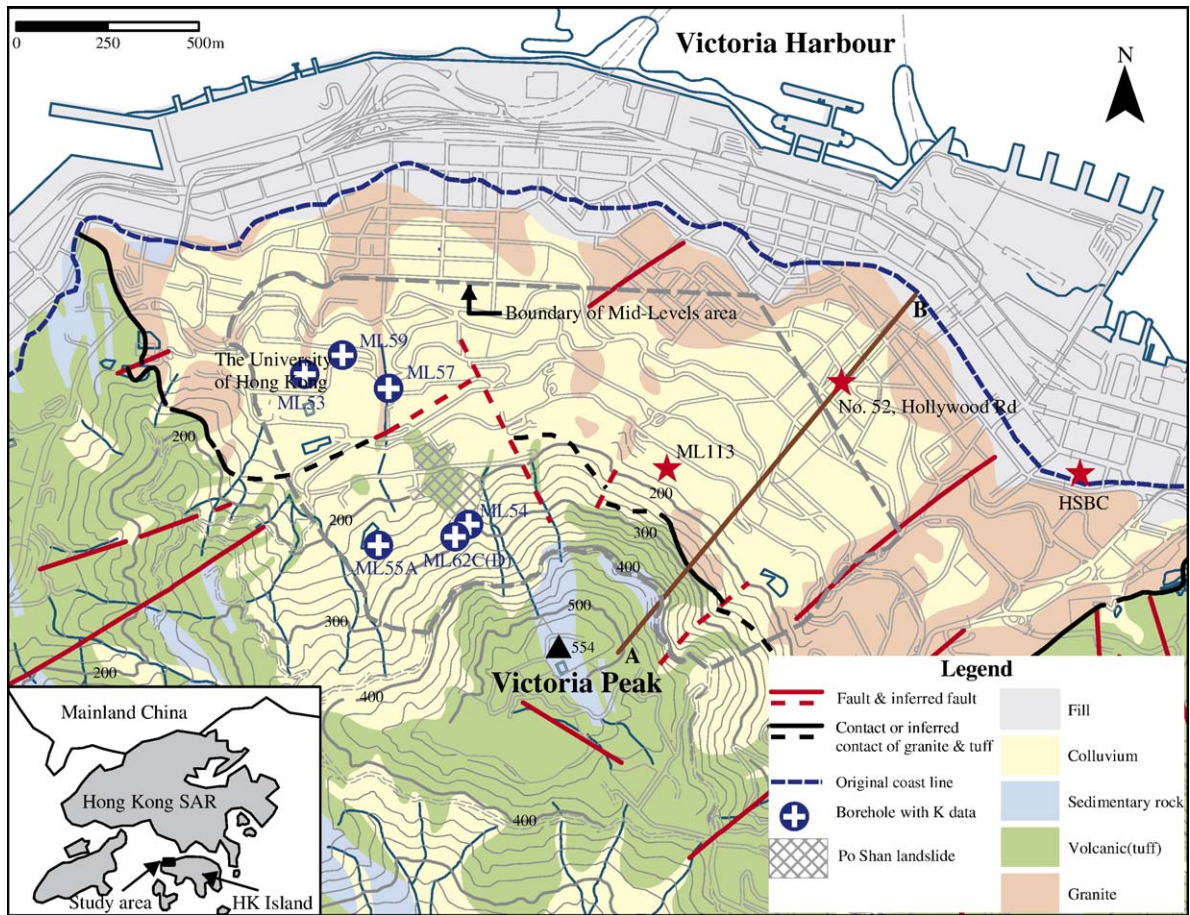 0 250 500m
Victoria Harbour
N
Boundary of Mid-Levels area
B
ML59
The University
of Hong Kong
ML57
ML53
No. 52, Hollywood Rd
200
ML113
HSBC
200
200
ML54
300
ML62C(D)
ML55A
400
500
300
554
A
200
200
Victoria Peak
400
400
Mainland China
Hong Kong SAR
Study area
HK Island
Legend
Fault & inferred fault
Contact or inferred
contact of granite & tuff
Original coast line
Borehole with K data
Po Shan landslide
Fill
Colluvium
Sedimentary rock
Volcanic(tuff)
Granite